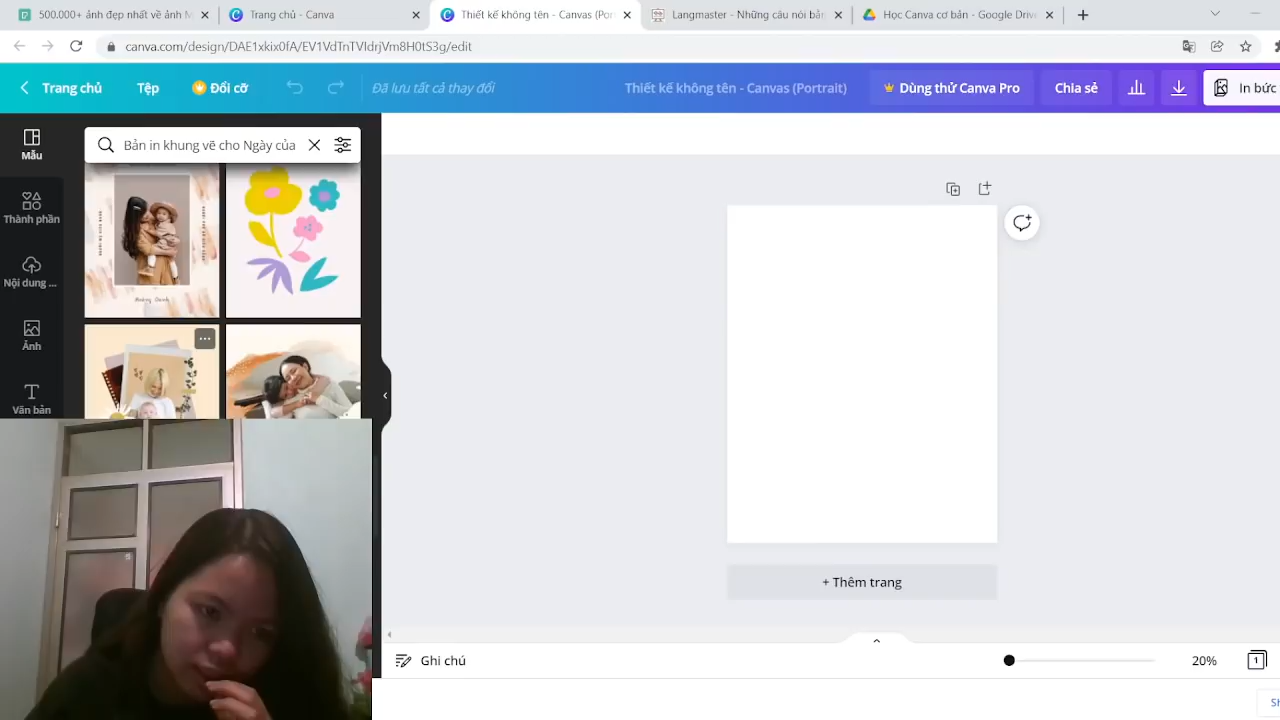 500.000+ ảnh đẹp nhất về ảnh M
Trang chủ - Canva
Thiết kế không tên - Canvas (Por
Langmaster - Những câu nói bằn
Học Canva cơ bản - Google Drive
canva.com/design/DAE1xkix0fA/EV1VdTnTVIdrjVm8H0tS3g/edit
Trang chủ
Tệp
Đổi cỡ
Đã lưu tất cả thay đổi
Thiết kế không tên - Canvas (Portrait)
Dùng thử Canva Pro
Chia sẻ
In bức
Mẫu
Bản in khung vẽ cho Ngày của
Thành phần
Nội dung ...
Ảnh
Văn bản
+ Thêm trang
Ghi chú
20%
1